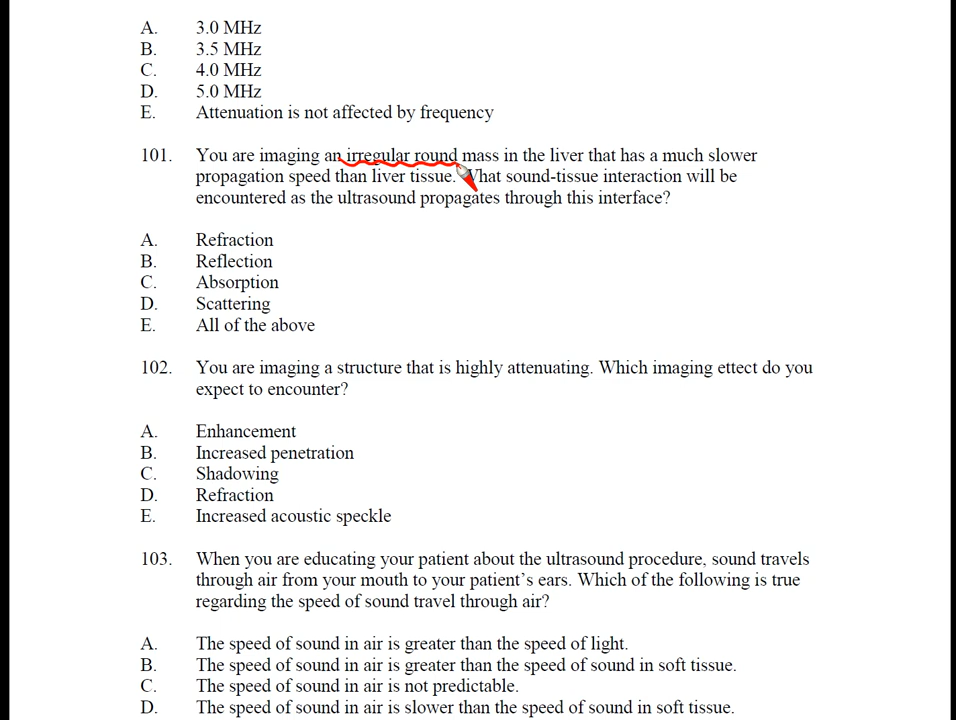 A. 3.0 MHz
B. 3.5 MHz
C. 4.0 MHz
D. 5.0 MHz
E. Attenuation is not affected by frequency
101. You are imaging an irregular round mass in the liver that has a much slower
propagation speed than liver tissue. What sound-tissue interaction will be
encountered as the ultrasound propagates through this interface?
A. Refraction
B. Reflection
C. Absorption
D. Scattering
E. All of the above
102. You are imaging a structure that is highly attenuating. Which imaging ettect do you
expect to encounter?
A. Enhancement
B. Increased penetration
C. Shadowing
D. Refraction
E. Increased acoustic speckle
103. When you are educating your patient about the ultrasound procedure, sound travels
through air from your mouth to your patient’s ears. Which of the following is true
regarding the speed of sound travel through air?
A. The speed of sound in air is greater than the speed of light.
B. The speed of sound in air is greater than the speed of sound in soft tissue.
C. The speed of sound in air is not predictable.
D. The speed of sound in air is slower than the speed of sound in soft tissue.